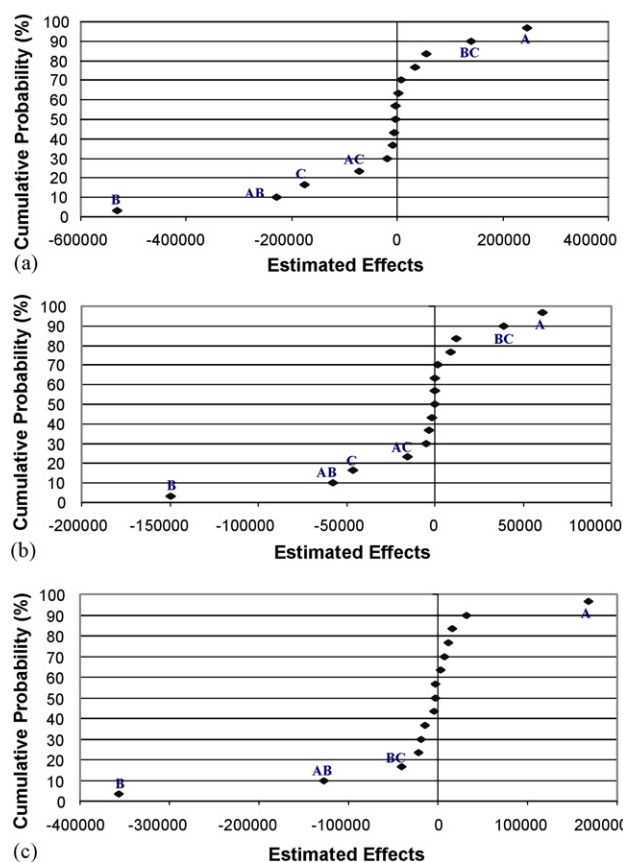 Cumulative Probability (%)
100
90
80
70
60
50
40
30
20
10
0
A
BC
AC
C
AB
B
-600000 -400000 -200000 0 200000 400000
Estimated Effects
(a)
Cumulative Probability (%)
100
90
80
70
60
50
40
30
20
10
0
A
BC
AC
C
AB
B
-200000 -150000 -100000 -50000 0 50000 100000
Estimated Effects
(b)
Cumulative Probability (%)
100
90
80
70
60
50
40
30
20
10
0
A
BC
AB
B
-400000 -300000 -200000 -100000 0 100000 200000
Estimated Effects
(c)